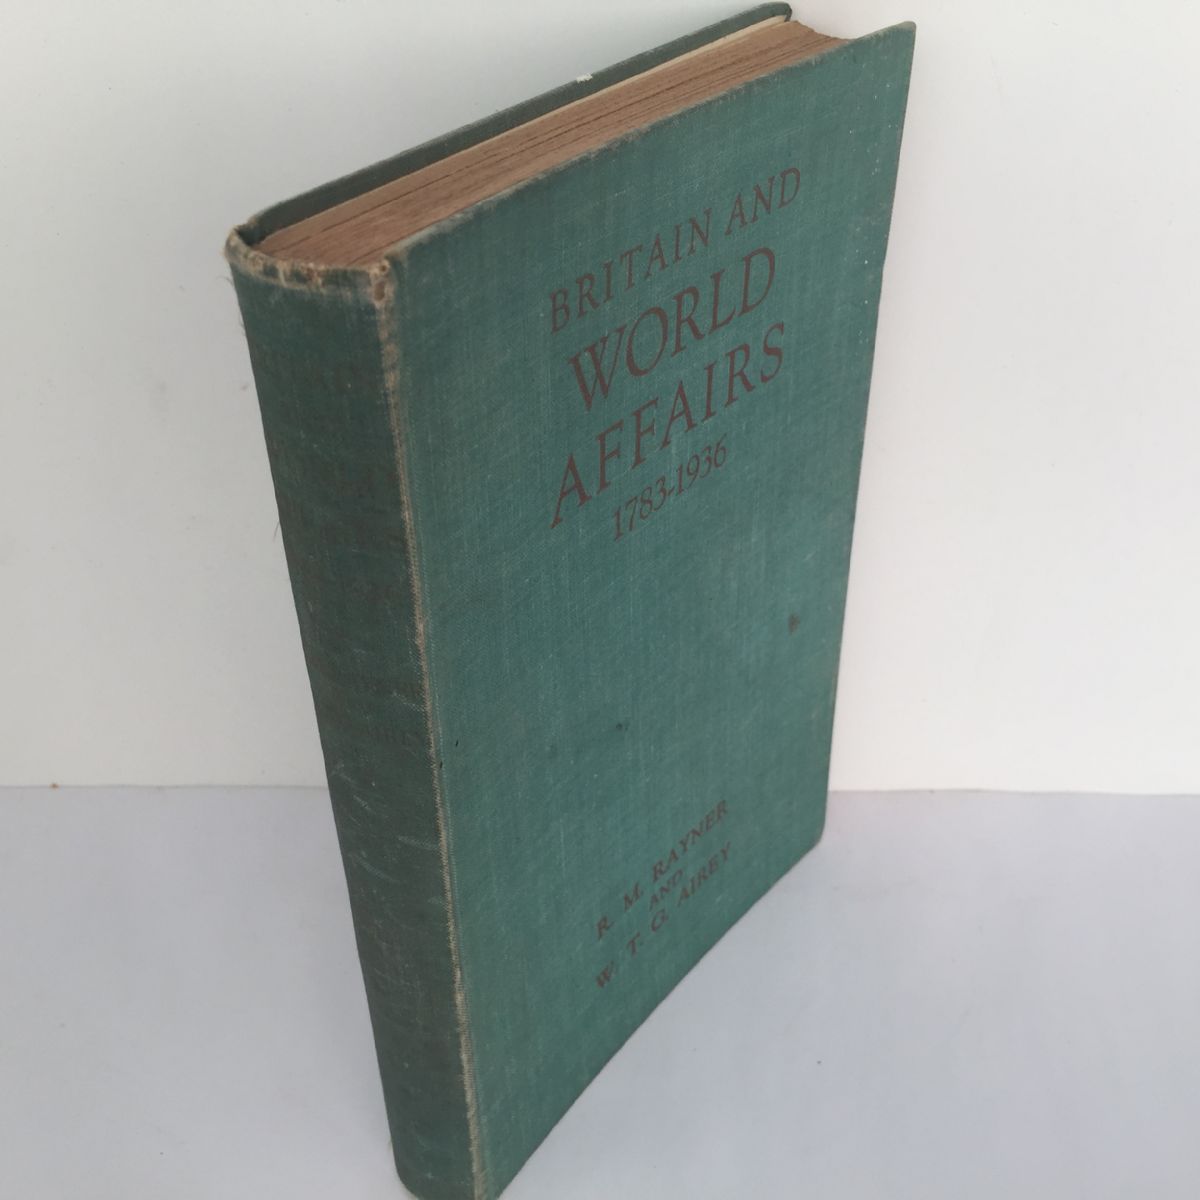 BRITAIN AND
WORLD
AFFAIRS
1783-1936
R. M. RAYNER
AND
W. T. G. AIREY